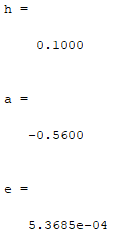 h =
0.1000
a =
-0.5600
e =
5.3685e-04